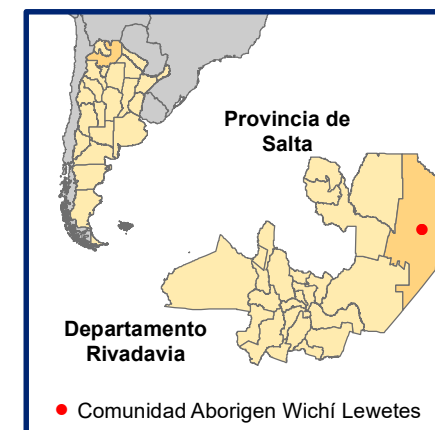 Provincia de
Salta
Departamento
Rivadavia
Comunidad Aborigen Wichí Lewetes